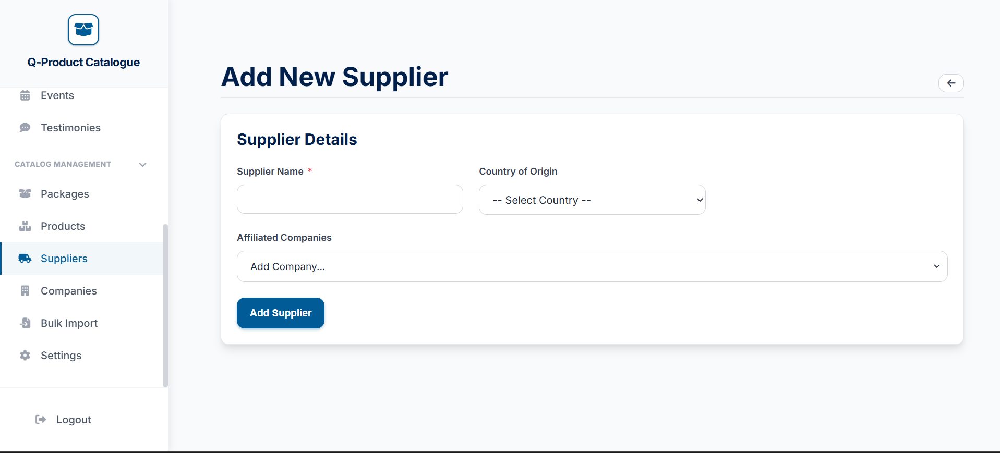 Q-Product Catalogue
Events
Testimonies
CATALOG MANAGEMENT
Packages
Products
Suppliers
Companies
Bulk Import
Settings
Logout
Add New Supplier
Supplier Details
Supplier Name *
Country of Origin
-- Select Country --
Affiliated Companies
Add Company...
Add Supplier